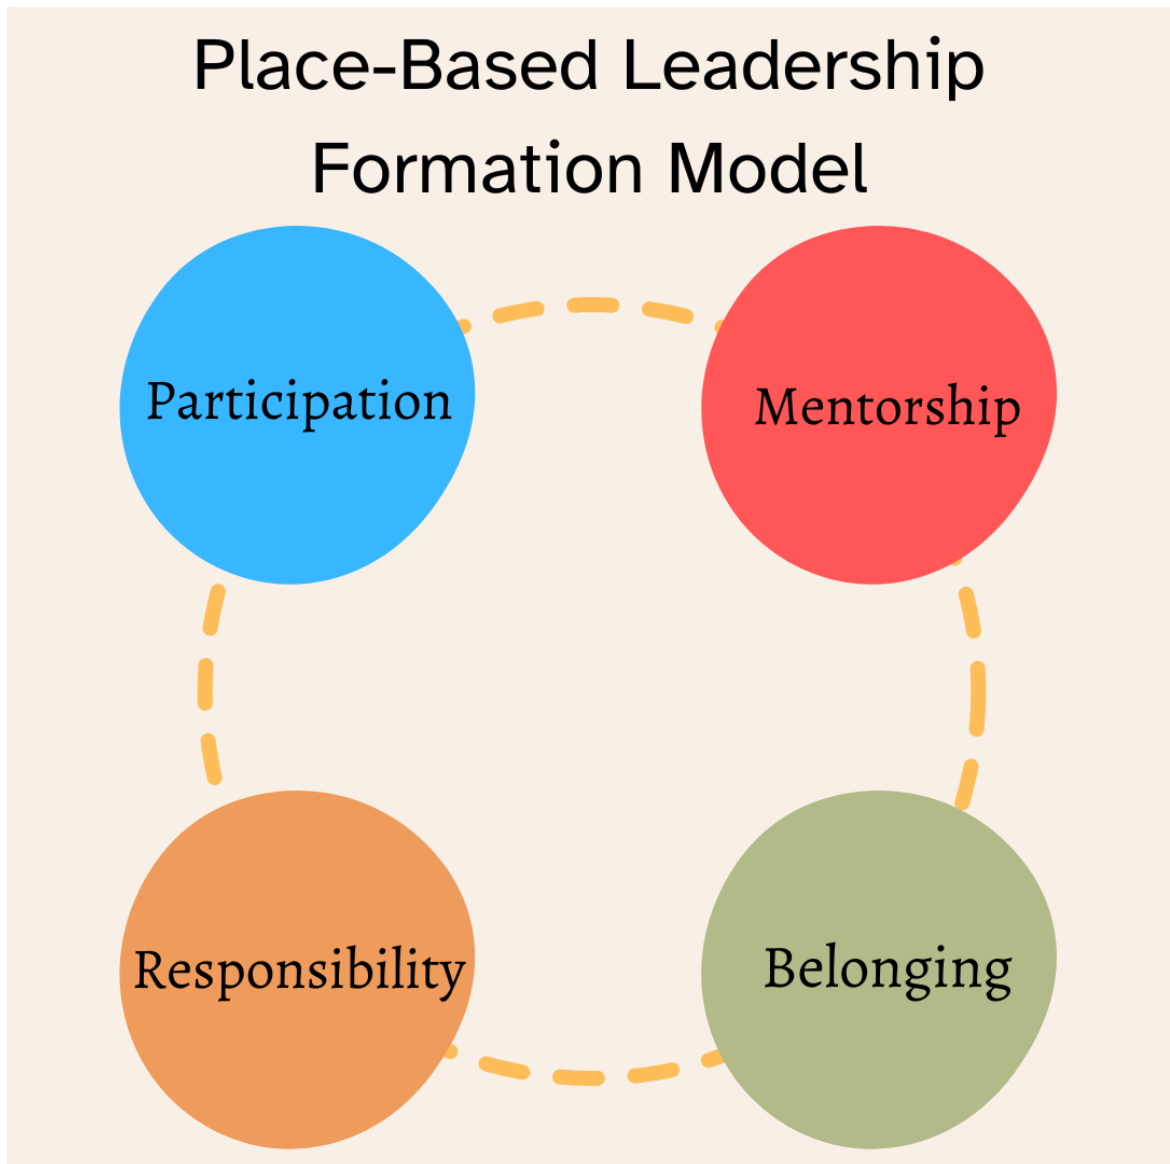 Place-Based Leadership
Formation Model
Participation
Mentorship
Responsibility
Belonging